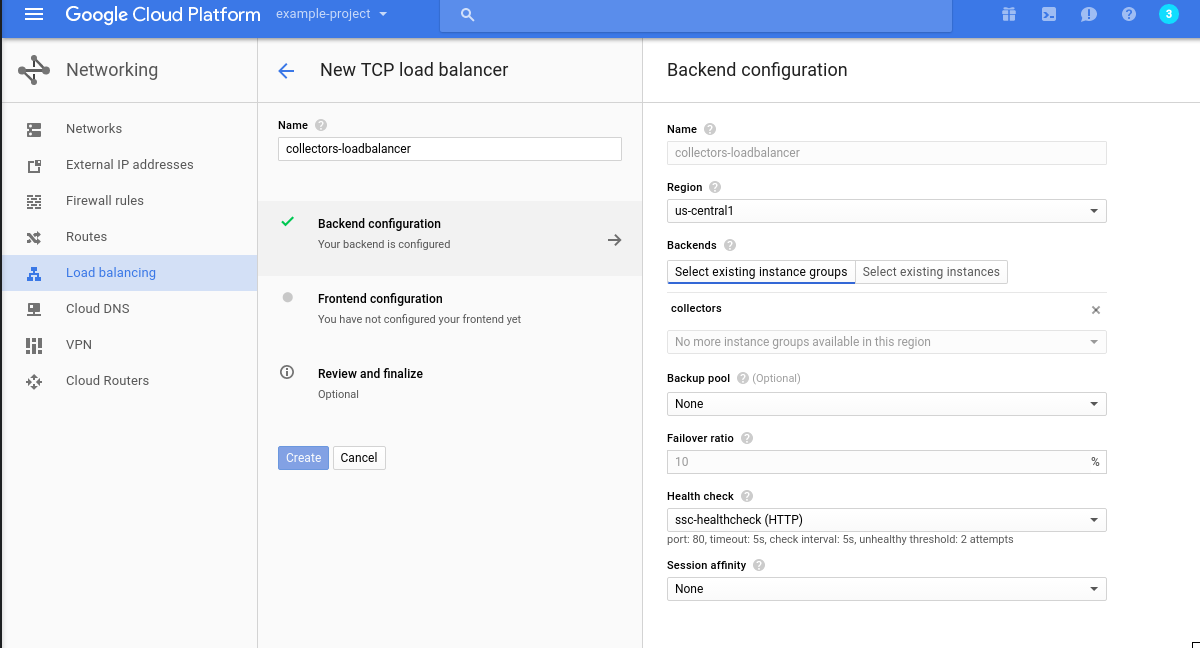 Google Cloud Platform example-project
3
Networking
Networks
External IP addresses
Firewall rules
Routes
Load balancing
Cloud DNS
VPN
Cloud Routers
New TCP load balancer
Name ?
collectors-loadbalancer
Backend configuration
Your backend is configured
Frontend configuration
You have not configured your frontend yet
Review and finalize
Optional
Create Cancel
Backend configuration
Name ?
collectors-loadbalancer
Region ?
us-central1
Backends ?
Select existing instance groups Select existing instances
collectors
No more instance groups available in this region
Backup pool ? (Optional)
None
Failover ratio ?
10 %
Health check ?
ssc-healthcheck (HTTP)
port: 80, timeout: 5s, check interval: 5s, unhealthy threshold: 2 attempts
Session affinity ?
None